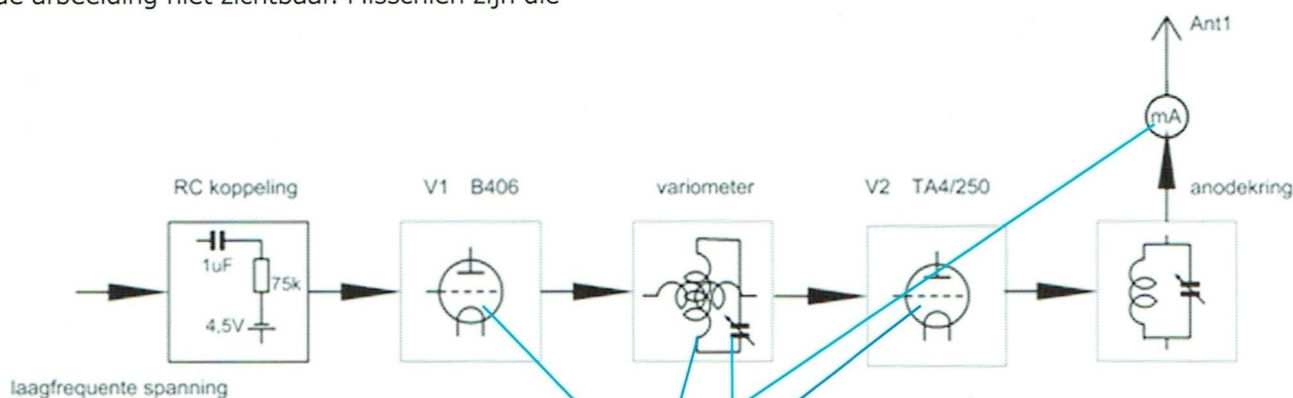 afbeelding niet zichtbaar. Misschien zijn die
Ant1
mA
RC koppeling
V1 B406
variometer
V2 TA4/250
anodekring
1uF
75k
4,5V
laagfrequente spanning